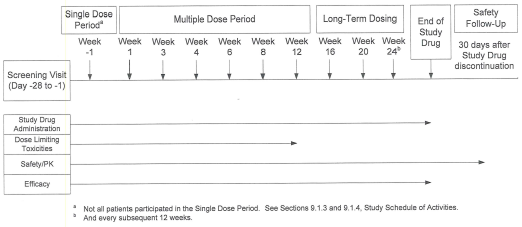 Single Dose
Perioda
Multiple Dose Period
Long-Term Dosing
End of
Study
Drug
Safety
Follow-Up
Week
-1
Week
1
Week
3
Week
4
Week
6
Week
8
Week
12
Week
16
Week
20
Week
24b
30 days after
Study Drug
discontinuation
Screening Visit
(Day -28 to -1)
Study Drug
Administration
Dose Limiting
Toxicities
Safety/PK
Efficacy
a Not all patients participated in the Single Dose Period. See Sections 9.1.3 and 9.1.4, Study Schedule of Activities.
b And every subsequent 12 weeks.